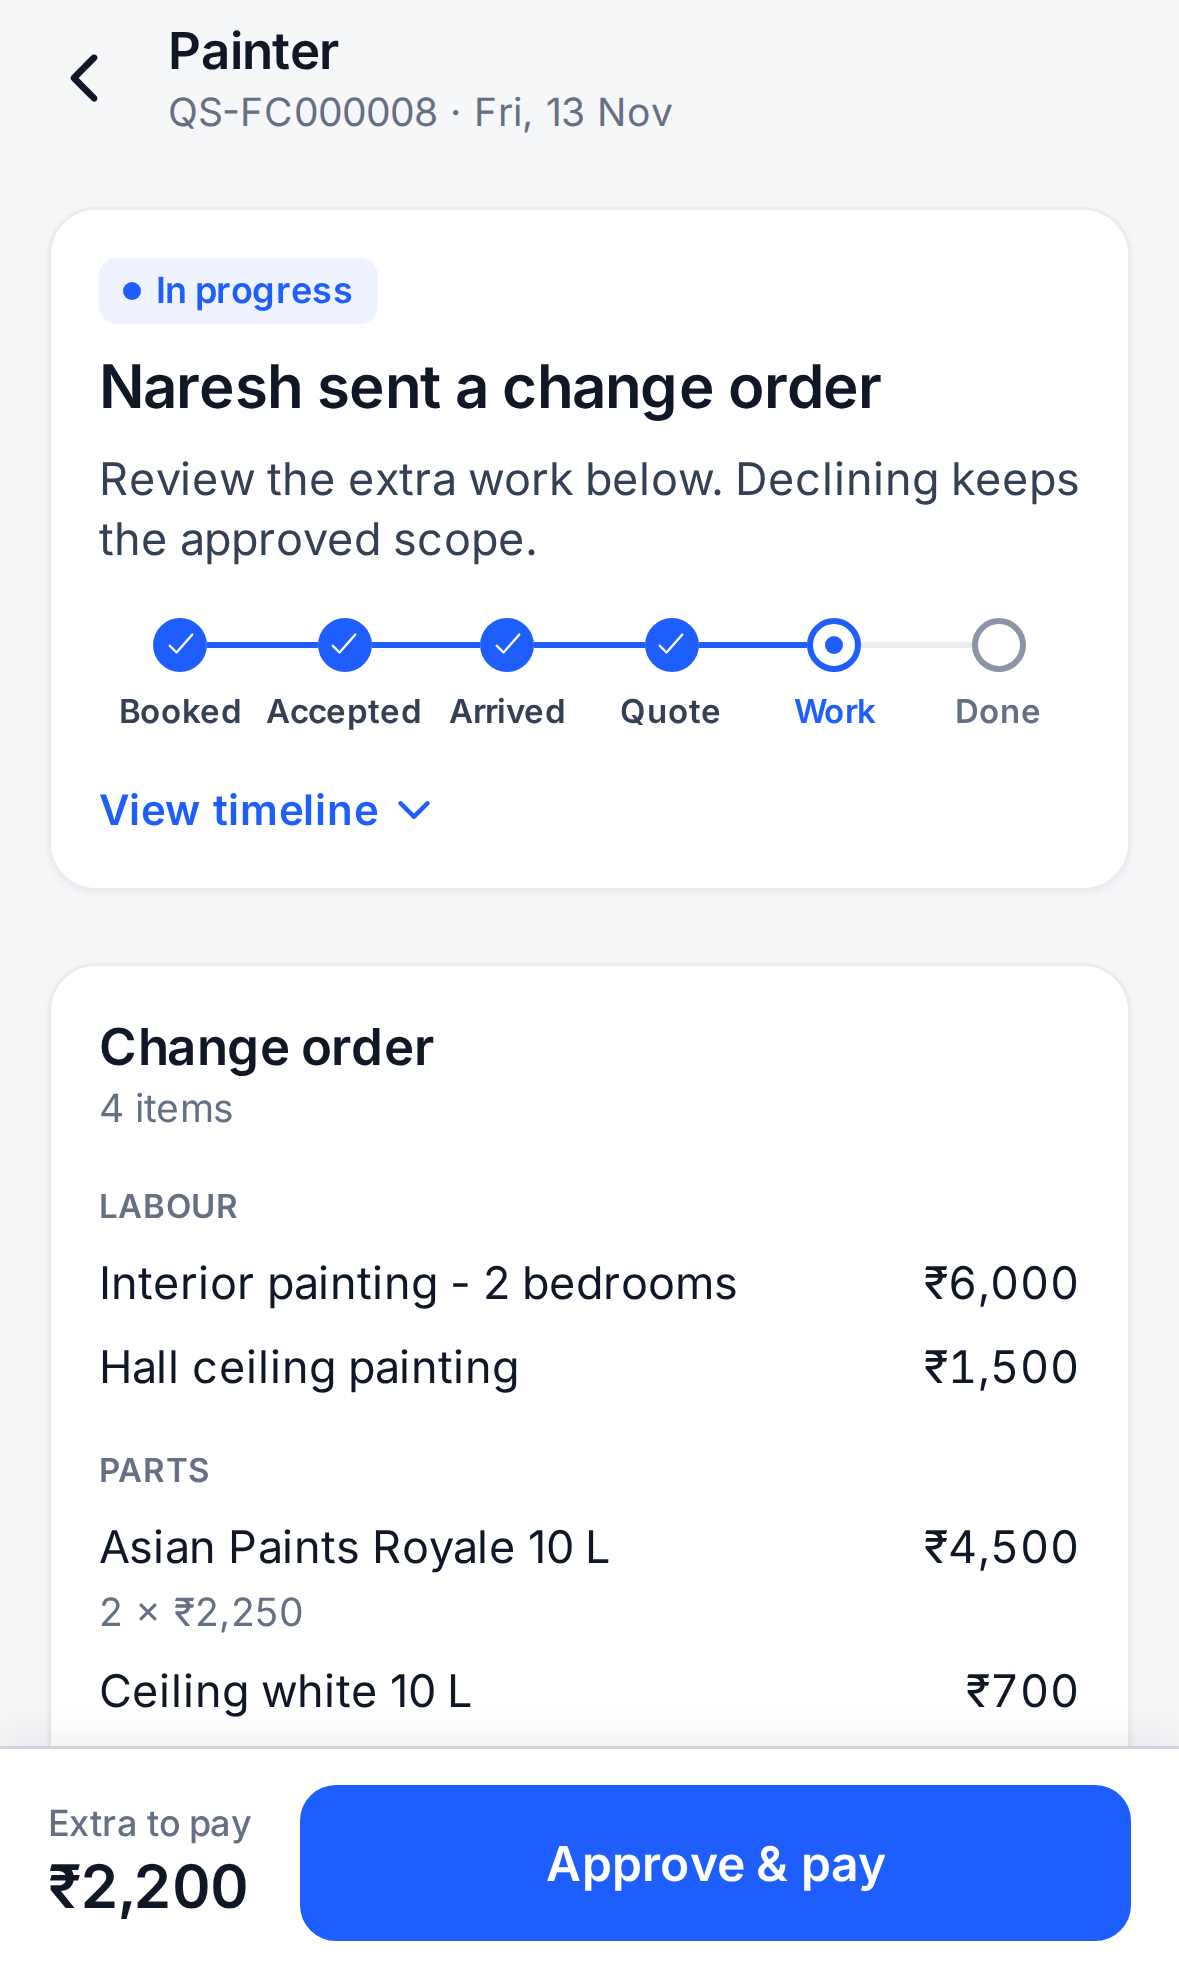 Painter
QS-FC000008 · Fri, 13 Nov
In progress
Naresh sent a change order
Review the extra work below. Declining keeps
the approved scope.
Booked Accepted Arrived Quote Work Done
View timeline
Change order
4 items
LABOUR
Interior painting - 2 bedrooms ₹6,000
Hall ceiling painting ₹1,500
PARTS
Asian Paints Royale 10 L ₹4,500
2 × ₹2,250
Ceiling white 10 L ₹700
Extra to pay
₹2,200
Approve & pay